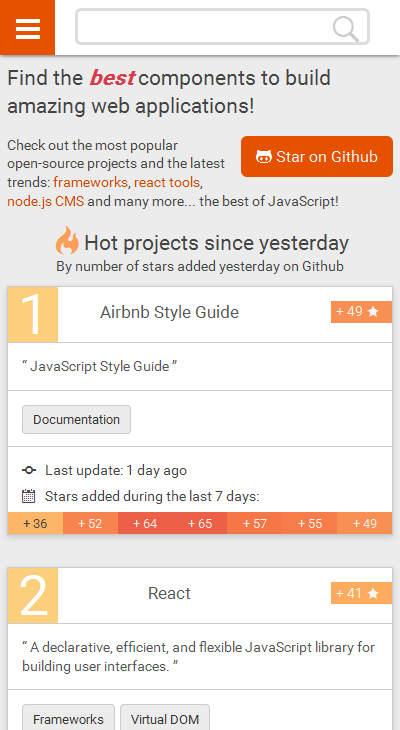 Find the best components to build
amazing web applications!
Check out the most popular
open-source projects and the latest
trends: frameworks, react tools,
node.js CMS and many more... the best of JavaScript!
Star on Github
Hot projects since yesterday
By number of stars added yesterday on Github
1
Airbnb Style Guide
+ 49
“ JavaScript Style Guide ”
Documentation
Last update: 1 day ago
Stars added during the last 7 days:
+ 36 + 52 + 64 + 65 + 57 + 55 + 49
2
React
+ 41
“ A declarative, efficient, and flexible JavaScript library for
building user interfaces. ”
Frameworks Virtual DOM